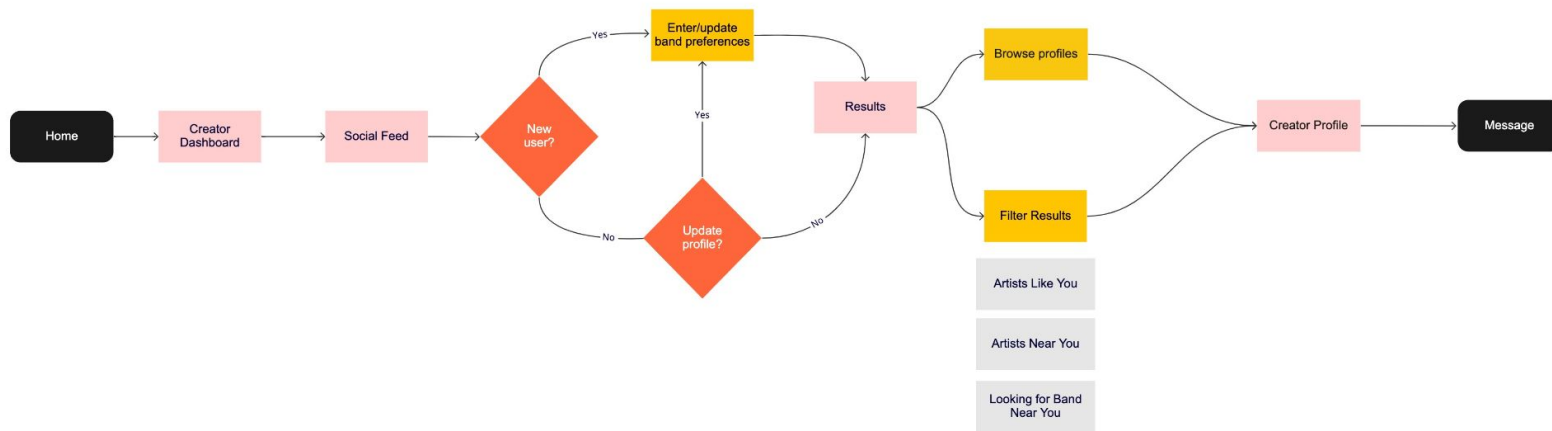 Home
Creator
Dashboard
Social Feed
New
user?
Yes
No
Enter/update
band preferences
Yes
Update
profile?
No
Results
Browse profiles
Filter Results
Artists Like You
Artists Near You
Looking for Band
Near You
Creator Profile
Message